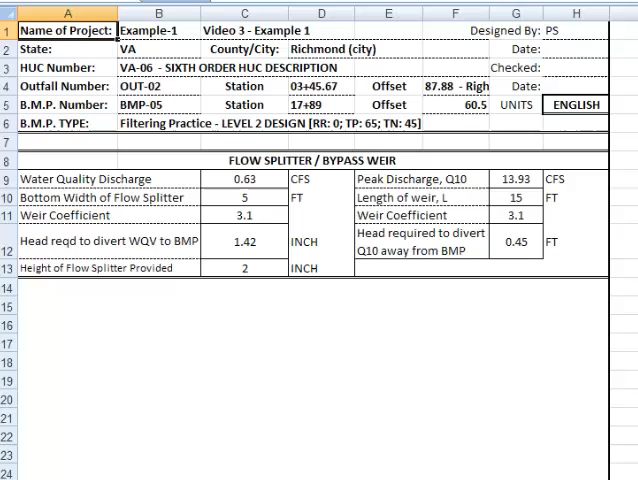 A B C D E F G H
1 Name of Project: Example-1 Video 3 - Example 1 Designed By: PS
2 State: VA County/City: Richmond (city) Date:
3 HUC Number: VA-06 - SIXTH ORDER HUC DESCRIPTION Checked:
4 Outfall Number: OUT-02 Station 03+45.67 Offset 87.88 - Righ Date:
5 B.M.P. Number: BMP-05 Station 17+89 Offset 60.5 UNITS ENGLISH
6 B.M.P. TYPE: Filtering Practice - LEVEL 2 DESIGN [RR: 0; TP: 65; TN: 45]
7
8 FLOW SPLITTER / BYPASS WEIR
9 Water Quality Discharge 0.63 CFS Peak Discharge, Q10 13.93 CFS
10 Bottom Width of Flow Splitter 5 FT Length of weir, L 15 FT
11 Weir Coefficient 3.1 Weir Coefficient 3.1
Head required to divert
12 Head reqd to divert WQV to BMP 1.42 INCH Q10 away from BMP 0.45 FT
13 Height of Flow Splitter Provided 2 INCH
14
15
16
17
18
19
20
21
22
23
24